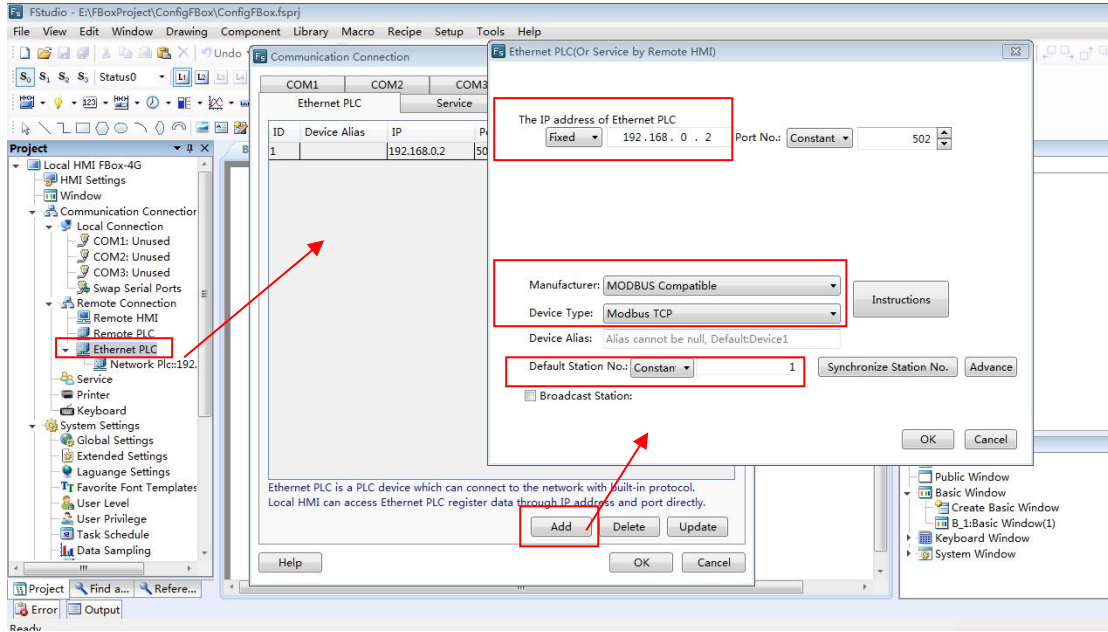 FStudio - E:\FBoxProject\ConfigFBox\ConfigFBox.fsprj
File View Edit Window Drawing Component Library Macro Recipe Setup Tools Help
Undo
S0 S1 S2 S3 Status0 L1 L2 L3 L4
Project
Local HMI FBox-4G
HMI Settings
Window
Communication Connection
Local Connection
COM1: Unused
COM2: Unused
COM3: Unused
Swap Serial Ports
Remote Connection
Remote HMI
Remote PLC
Ethernet PLC
Network Plc::192.
Service
Printer
Keyboard
System Settings
Global Settings
Extended Settings
Laguange Settings
Favorite Font Templates
User Level
User Privilege
Task Schedule
Data Sampling
Project Find a... Refere...
Error Output
Ready
Communication Connection
COM1 COM2 COM3
Ethernet PLC Service
ID Device Alias IP
1 192.168.0.2 50
Ethernet PLC is a PLC device which can connect to the network with built-in protocol.
Local HMI can access Ethernet PLC register data through IP address and port directly.
Add Delete Update
Help OK Cancel
Ethernet PLC(Or Service by Remote HMI)
The IP address of Ethernet PLC
Fixed 192.168. 0 . 2 Port No.: Constant 502
Manufacturer: MODBUS Compatible
Instructions
Device Type: Modbus TCP
Device Alias: Alias cannot be null, Default:Device1
Default Station No.: Constan 1 Synchronize Station No. Advance
Broadcast Station:
OK Cancel
Public Window
Basic Window
Create Basic Window
B_1:Basic Window(1)
Keyboard Window
System Window